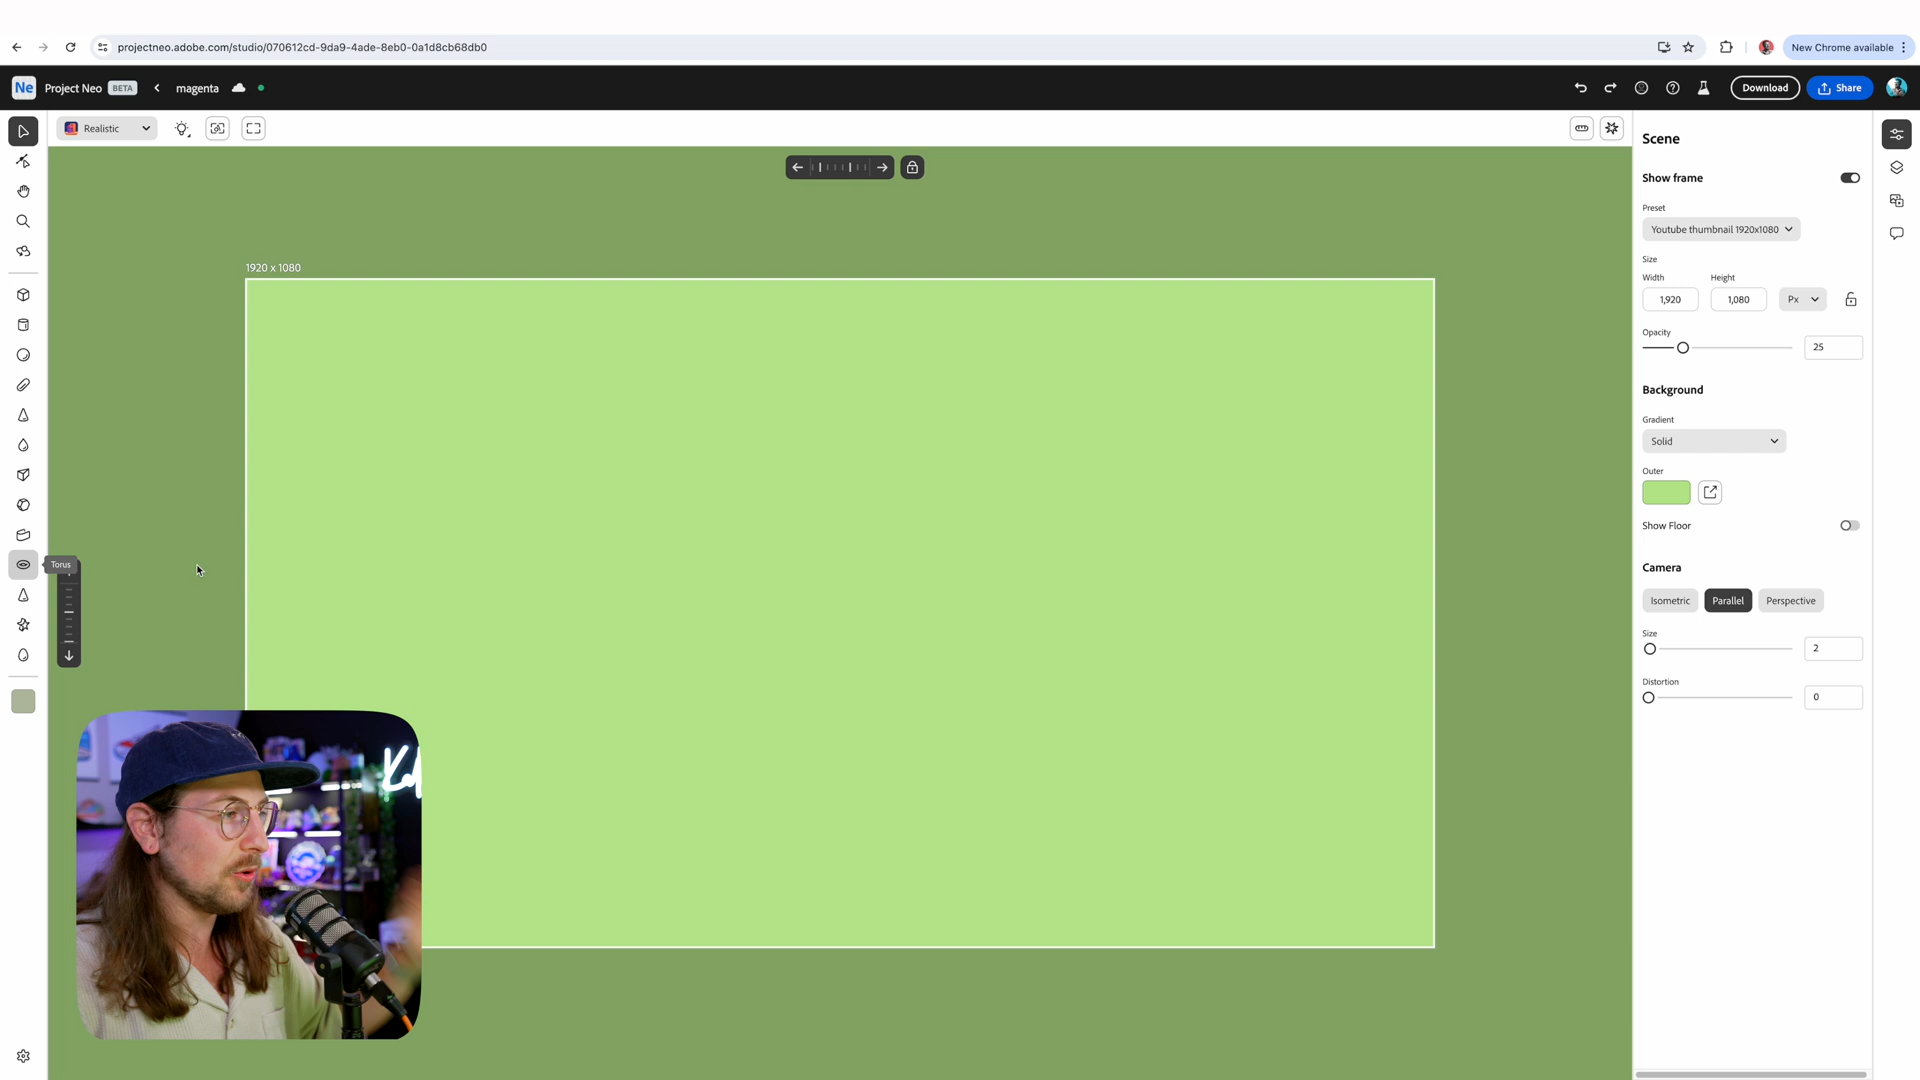 projectneo.adobe.com/studio/070612cd-9da9-4ade-8eb0-0a1d8cb68db0
New Chrome available
Ne Project Neo BETA magenta
Download
Share
Realistic
1920 x 1080
Torus
Scene
Show frame
Preset
Youtube thumbnail 1920x1080
Size
Width Height
1,920 1,080 Px
Opacity
25
Background
Gradient
Solid
Outer
Show Floor
Camera
Isometric Parallel Perspective
Size
2
Distortion
0